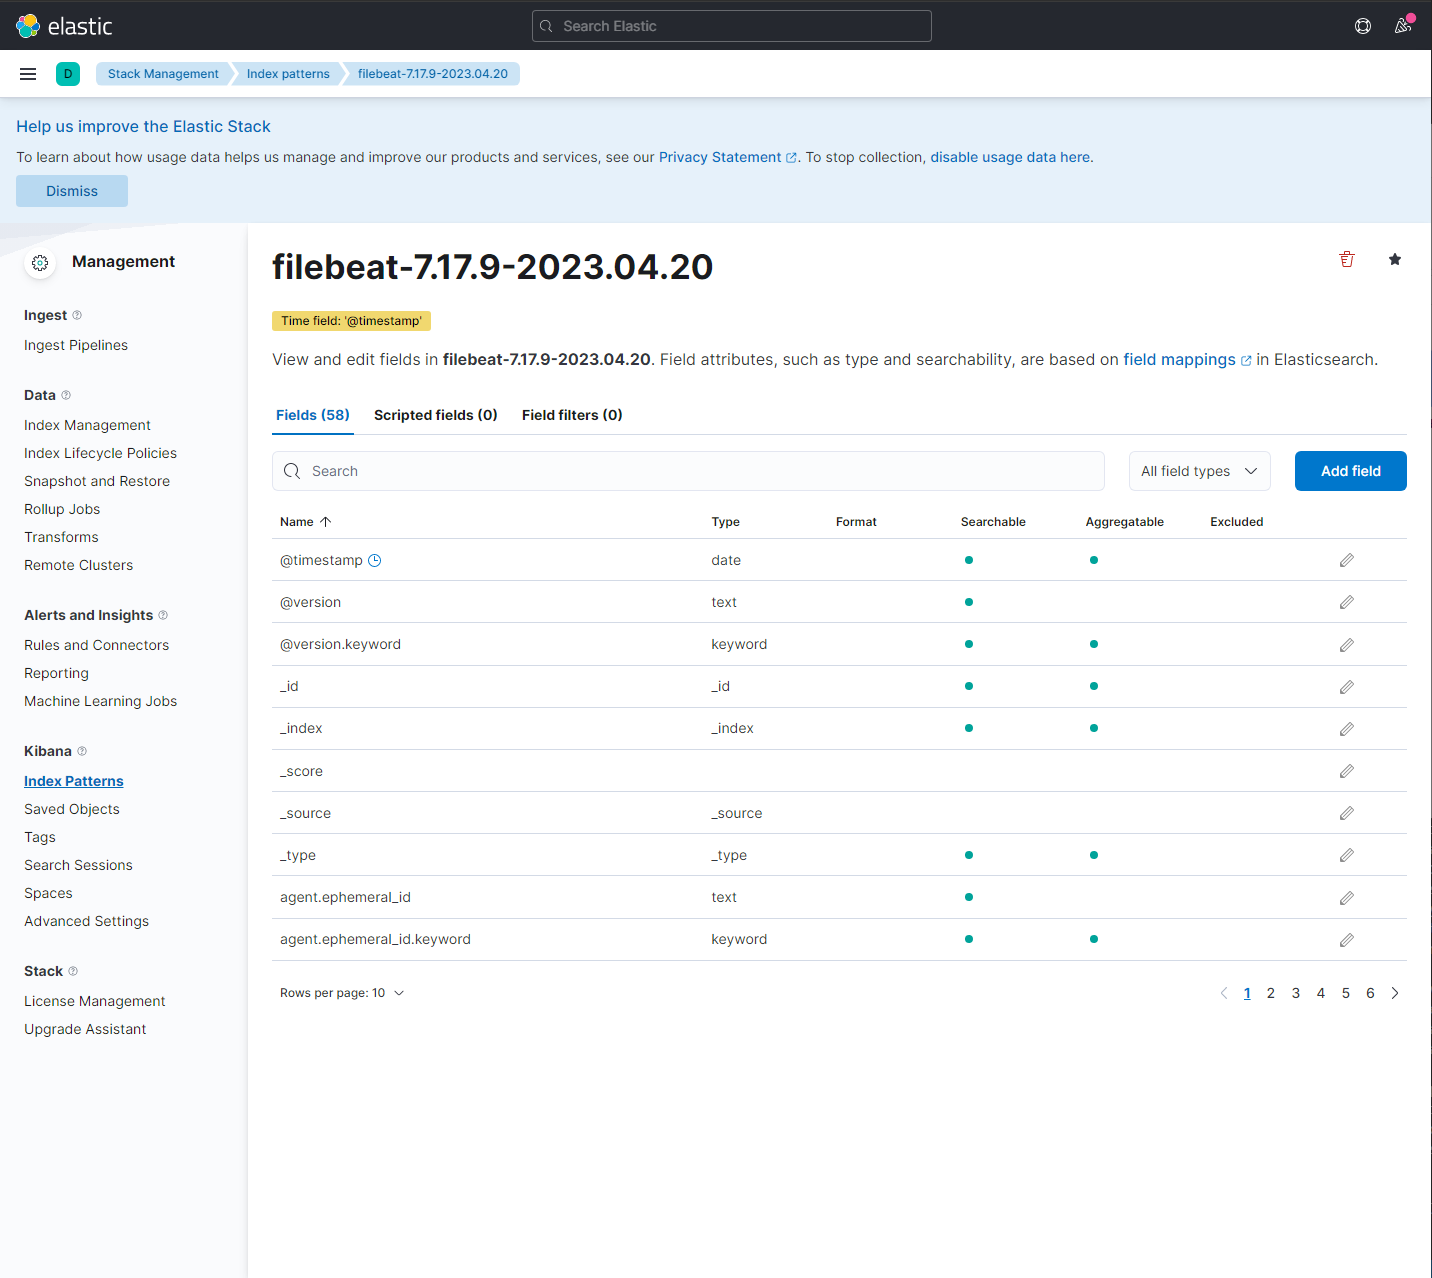 elastic
Search Elastic
D
Stack Management
Index patterns
filebeat-7.17.9-2023.04.20
Help us improve the Elastic Stack
To learn about how usage data helps us manage and improve our products and services, see our Privacy Statement. To stop collection, disable usage data here.
Dismiss
Management
Ingest
Ingest Pipelines
Data
Index Management
Index Lifecycle Policies
Snapshot and Restore
Rollup Jobs
Transforms
Remote Clusters
Alerts and Insights
Rules and Connectors
Reporting
Machine Learning Jobs
Kibana
Index Patterns
Saved Objects
Tags
Search Sessions
Spaces
Advanced Settings
Stack
License Management
Upgrade Assistant
filebeat-7.17.9-2023.04.20
Time field: '@timestamp'
View and edit fields in filebeat-7.17.9-2023.04.20. Field attributes, such as type and searchability, are based on field mappings in Elasticsearch.
Fields (58) Scripted fields (0) Field filters (0)
Search All field types Add field
Name Type Format Searchable Aggregatable Excluded
@timestamp date
@version text
@version.keyword keyword
_id _id
_index _index
_score
_source _source
_type _type
agent.ephemeral_id text
agent.ephemeral_id.keyword keyword
Rows per page: 10 1 2 3 4 5 6